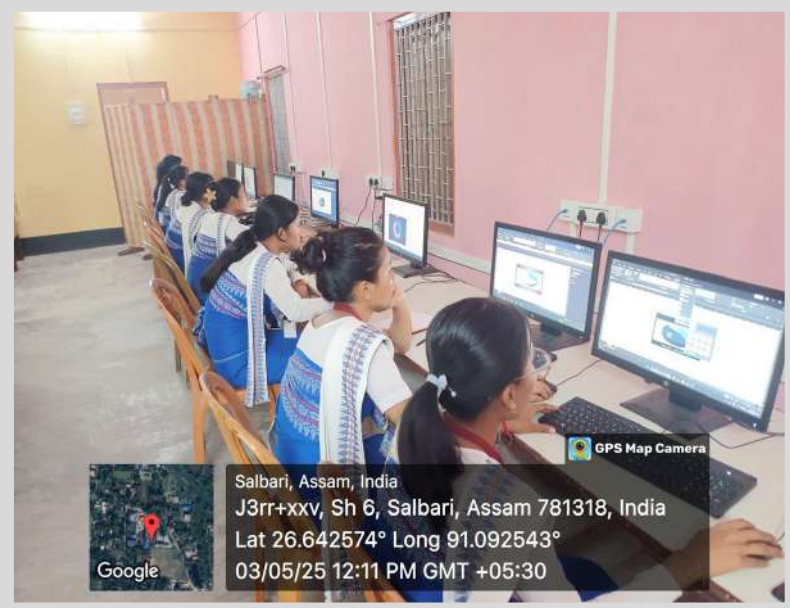 GPS Map Camera
Salbari, Assam, India
J3rr+xxv, Sh 6, Salbari, Assam 781318, India
Lat 26.642574° Long 91.092543°
Google
03/05/25 12:11 PM GMT +05:30